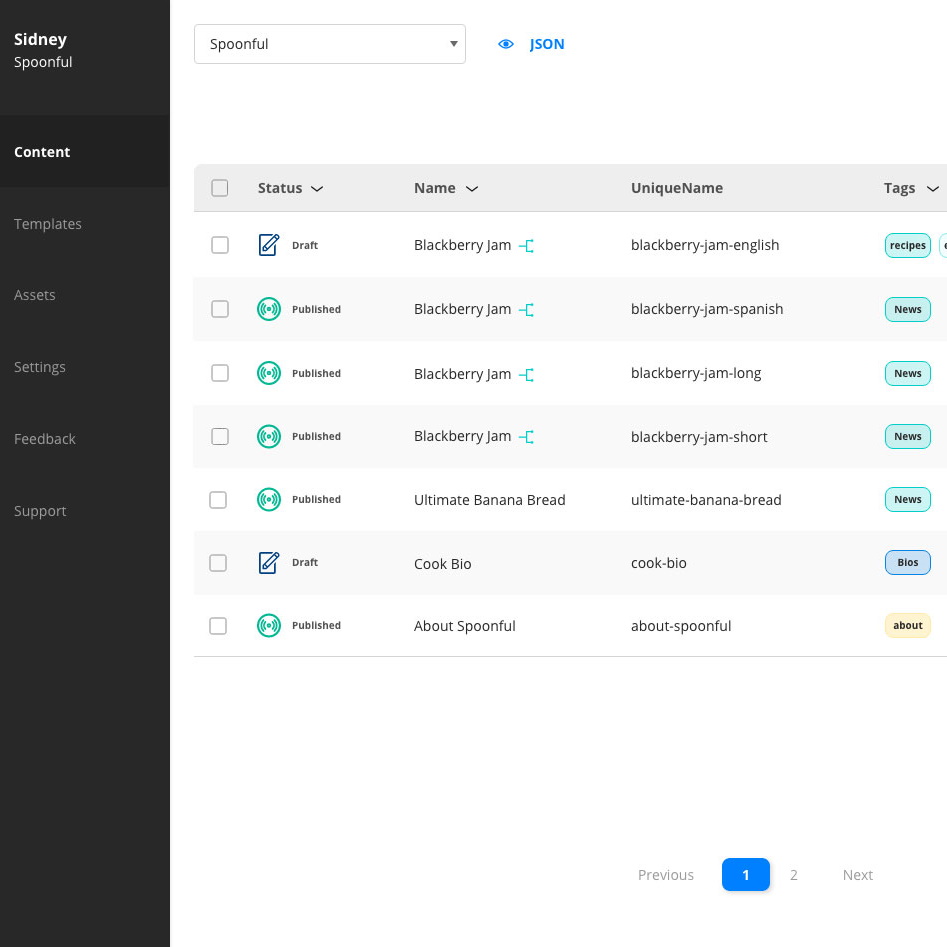 Sidney
Spoonful
Content
Templates
Assets
Settings
Feedback
Support
Spoonful JSON
Status Name UniqueName Tags
Draft Blackberry Jam blackberry-jam-english recipes
Published Blackberry Jam blackberry-jam-spanish News
Published Blackberry Jam blackberry-jam-long News
Published Blackberry Jam blackberry-jam-short News
Published Ultimate Banana Bread ultimate-banana-bread News
Draft Cook Bio cook-bio Bios
Published About Spoonful about-spoonful about
Previous 1 2 Next